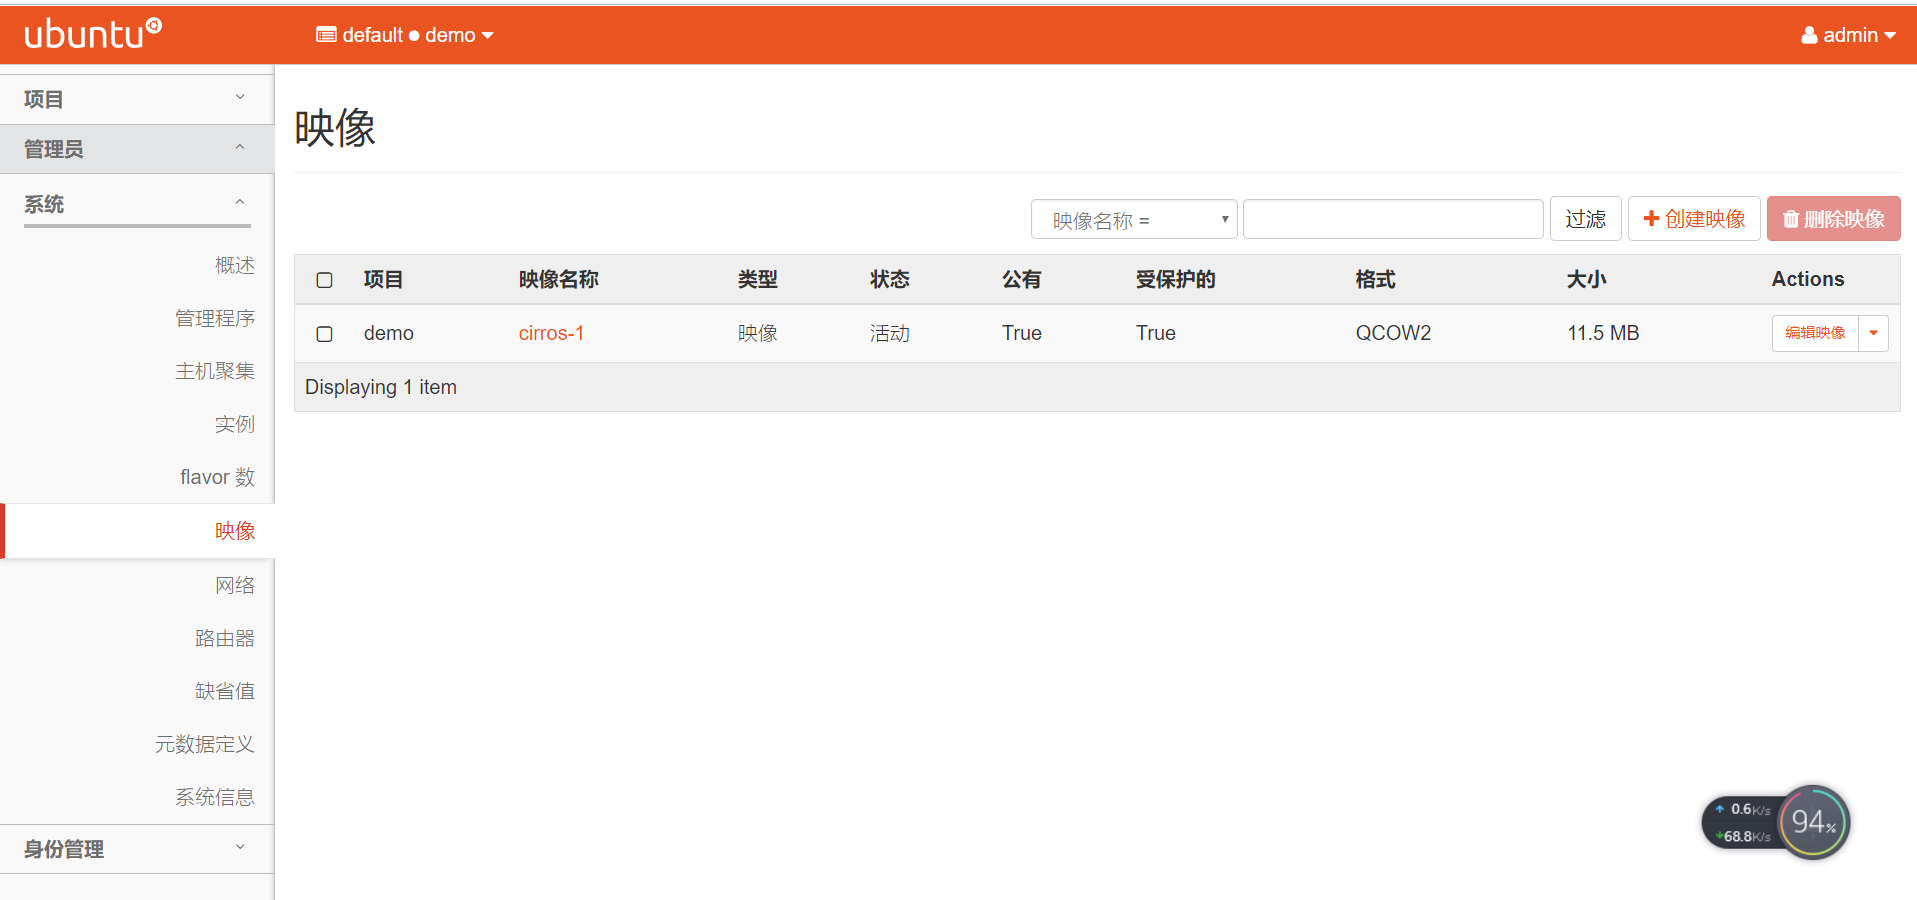 ubuntu
default ● demo
admin
项目
管理员
系统
概述
管理程序
主机聚集
实例
flavor 数
映像
网络
路由器
缺省值
元数据定义
系统信息
身份管理
映像
映像名称 = 过滤 创建映像 删除映像
项目 映像名称 类型 状态 公有 受保护的 格式 大小 Actions
demo cirros-1 映像 活动 True True QCOW2 11.5 MB 编辑映像
Displaying 1 item
0.6K/s
68.8K/s
94%